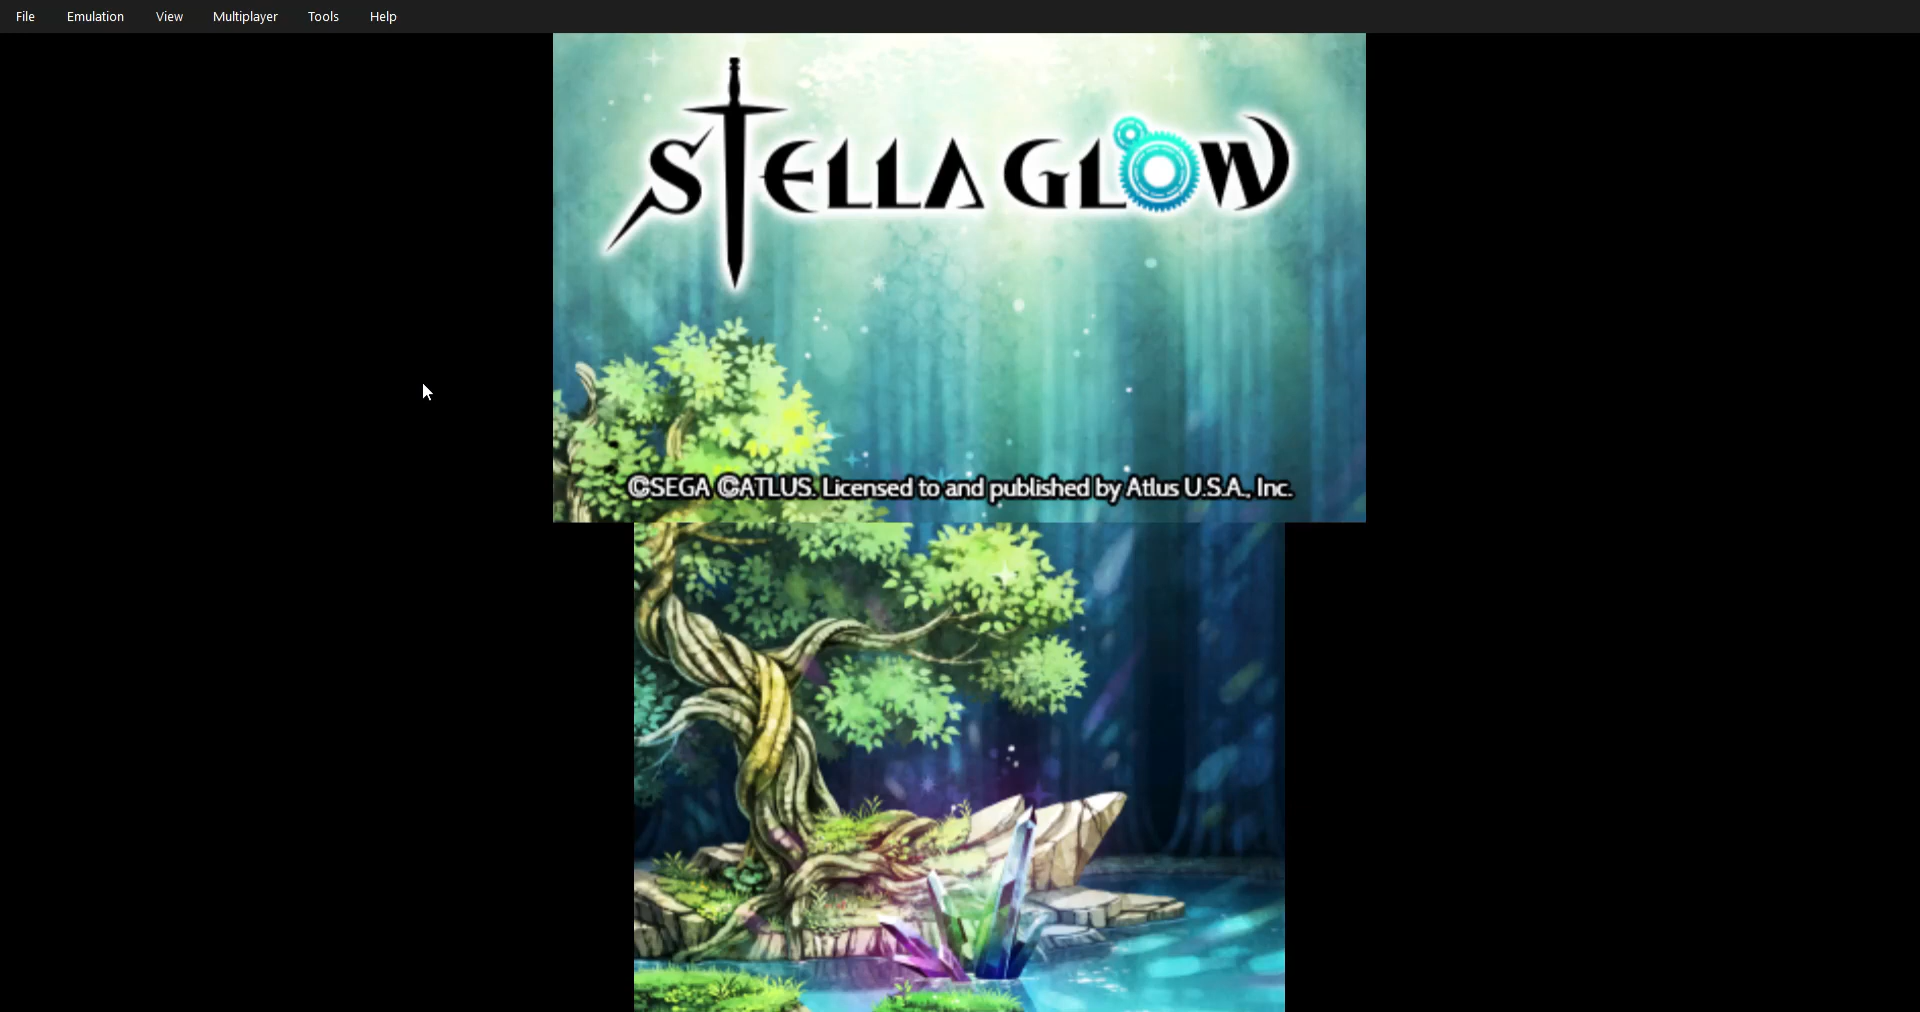 File Emulation View Multiplayer Tools Help
STELLA GLOW
©SEGA ©ATLUS. Licensed to and published by Atlus U.S.A., Inc.